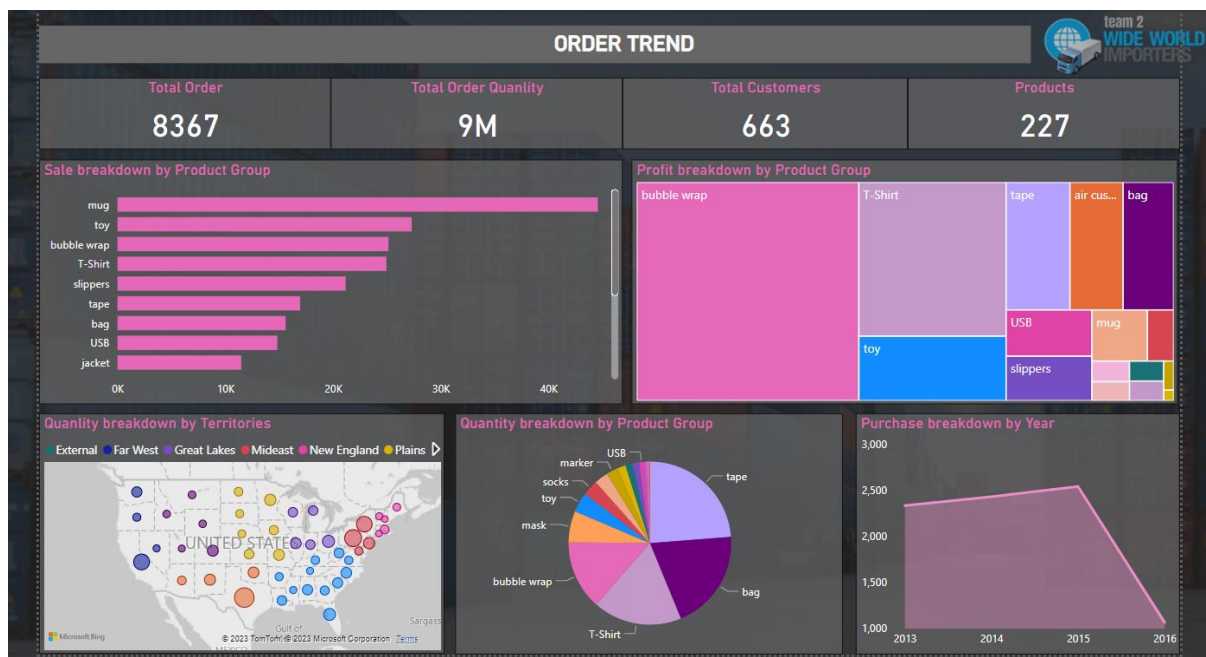 ORDER TREND
team 2
WIDE WORLD
IMPORTERS
Total Order
8367
Total Order Quanlity
9M
Total Customers
663
Products
227
Sale breakdown by Product Group
mug
toy
bubble wrap
T-Shirt
slippers
tape
bag
USB
jacket
0K 10K 20K 30K 40K
Profit breakdown by Product Group
bubble wrap
T-Shirt
toy
tape
air cus...
bag
USB
mug
slippers
Quanlity breakdown by Territories
External Far West Great Lakes Mideast New England Plains
UNITED STATES
Gulf of
Sargass
MEXICO
Microsoft Bing
© 2023 TomTom, © 2023 Microsoft Corporation Terms
Quantity breakdown by Product Group
USB
marker
socks
toy
mask
bubble wrap
T-Shirt
bag
tape
Purchase breakdown by Year
3,000
2,500
2,000
1,500
1,000
2013 2014 2015 2016